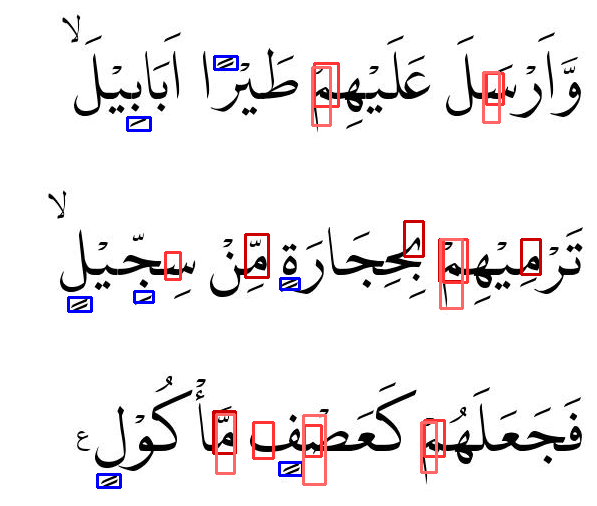 وَّاَرْسَلَ عَلَيْهِمْ طَيْرًا اَبَابِيْلَۙ
تَرْمِيْهِمْ بِحِجَارَةٍ مِّنْ سِجِّيْلٍۙ
فَجَعَلَهُمْ كَعَصْفٍ مَّأْكُوْلٍ ࣖ